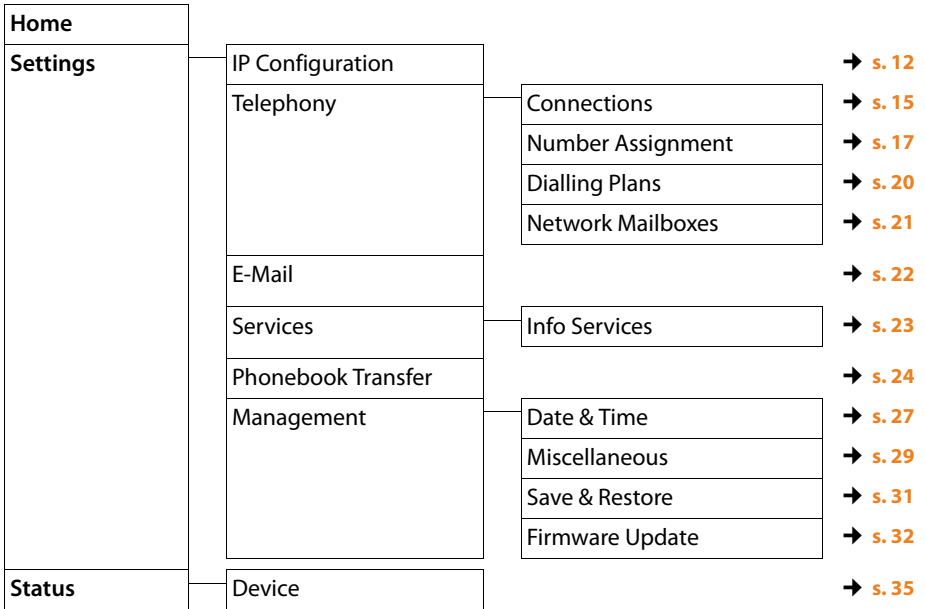 Home
Settings IP Configuration ➔ s. 12
Telephony Connections ➔ s. 15
Number Assignment ➔ s. 17
Dialling Plans ➔ s. 20
Network Mailboxes ➔ s. 21
E-Mail ➔ s. 22
Services Info Services ➔ s. 23
Phonebook Transfer ➔ s. 24
Management Date & Time ➔ s. 27
Miscellaneous ➔ s. 29
Save & Restore ➔ s. 31
Firmware Update ➔ s. 32
Status Device ➔ s. 35